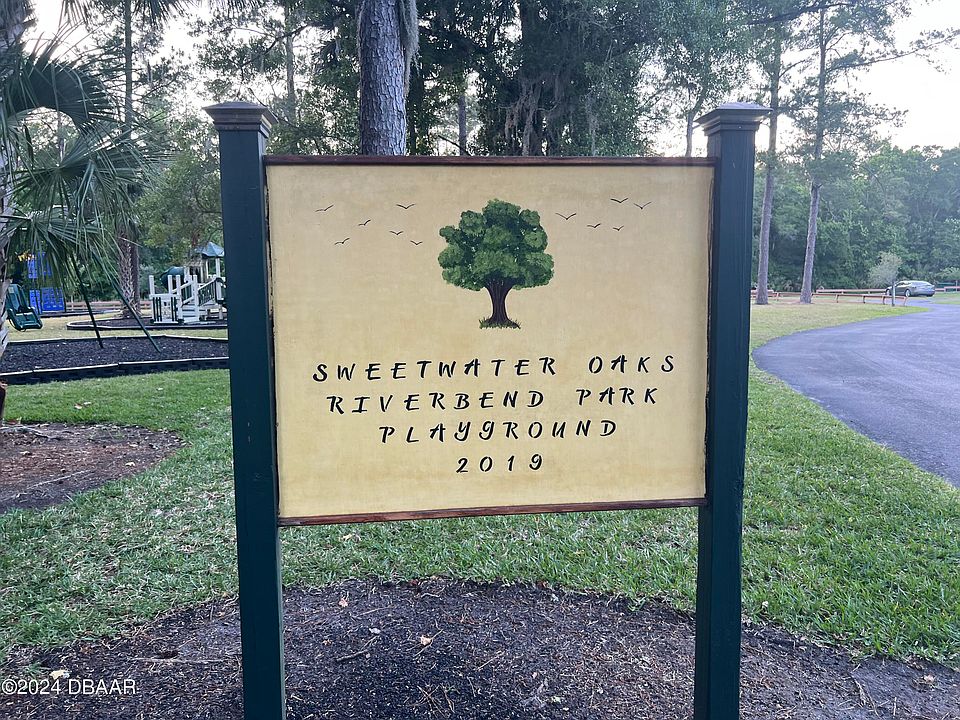 SWEETWATER OAKS
RIVERBEND PARK
PLAYGROUND
2019
©2024 DBAAR